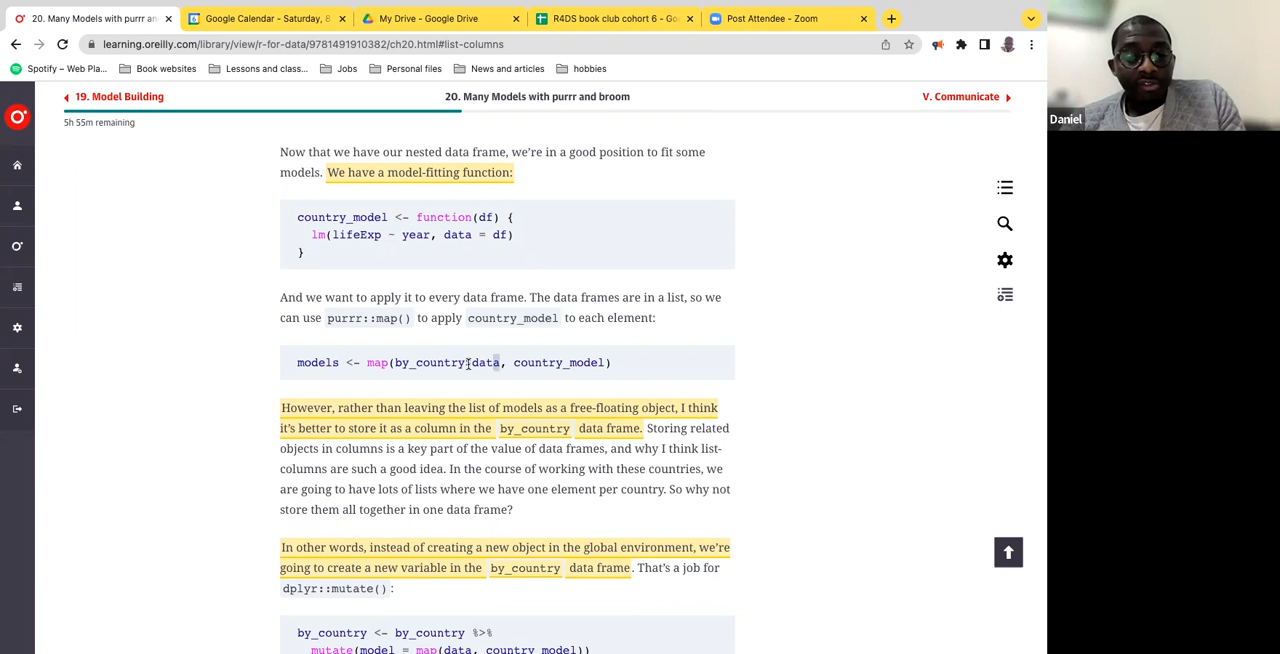 20. Many Models with purrr an
Google Calendar - Saturday, 8
My Drive - Google Drive
R4DS book club cohort 6 - Go
Post Attendee - Zoom
learning.oreilly.com/library/view/r-for-data/9781491910382/ch20.html#list-columns
Spotify – Web Pla...
Book websites
Lessons and class...
Jobs
Personal files
News and articles
hobbies
19. Model Building
20. Many Models with purrr and broom
V. Communicate
5h 55m remaining
Now that we have our nested data frame, we're in a good position to fit some
models. We have a model-fitting function:
country_model <- function(df) {
lm(lifeExp ~ year, data = df)
}
And we want to apply it to every data frame. The data frames are in a list, so we
can use purrr::map() to apply country_model to each element:
models <- map(by_country data, country_model)
However, rather than leaving the list of models as a free-floating object, I think
it's better to store it as a column in the by_country data frame. Storing related
objects in columns is a key part of the value of data frames, and why I think list-
columns are such a good idea. In the course of working with these countries, we
are going to have lots of lists where we have one element per country. So why not
store them all together in one data frame?
In other words, instead of creating a new object in the global environment, we're
going to create a new variable in the by_country data frame. That's a job for
dplyr::mutate():
by_country <- by_country %>%
mutate(model = map(data, country_model))
Daniel